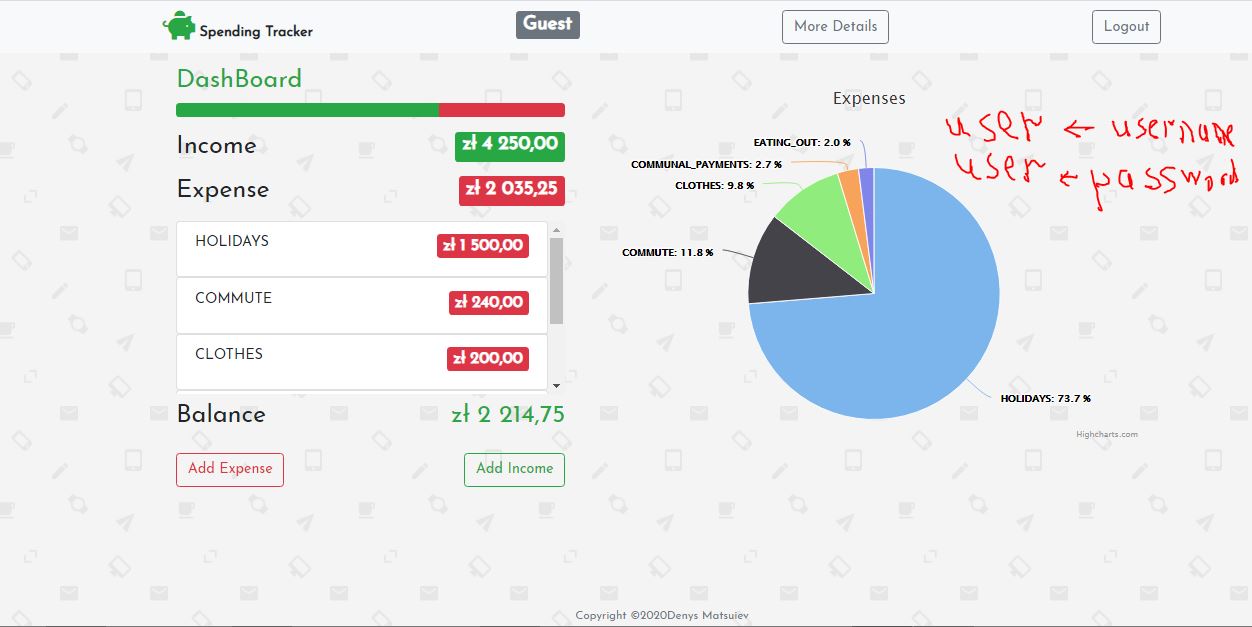 Spending Tracker
Guest
More Details
Logout
DashBoard
Income
zł 4 250,00
Expense
zł 2 035,25
HOLIDAYS
zł 1 500,00
COMMUTE
zł 240,00
CLOTHES
zł 200,00
Balance
zł 2 214,75
Add Expense
Add Income
Expenses
EATING_OUT: 2.0 %
COMMUNAL_PAYMENTS: 2.7 %
CLOTHES: 9.8 %
COMMUTE: 11.8 %
HOLIDAYS: 73.7 %
Highcharts.com
user ← username
user ← password
Copyright ©2020Denys Matsuiev